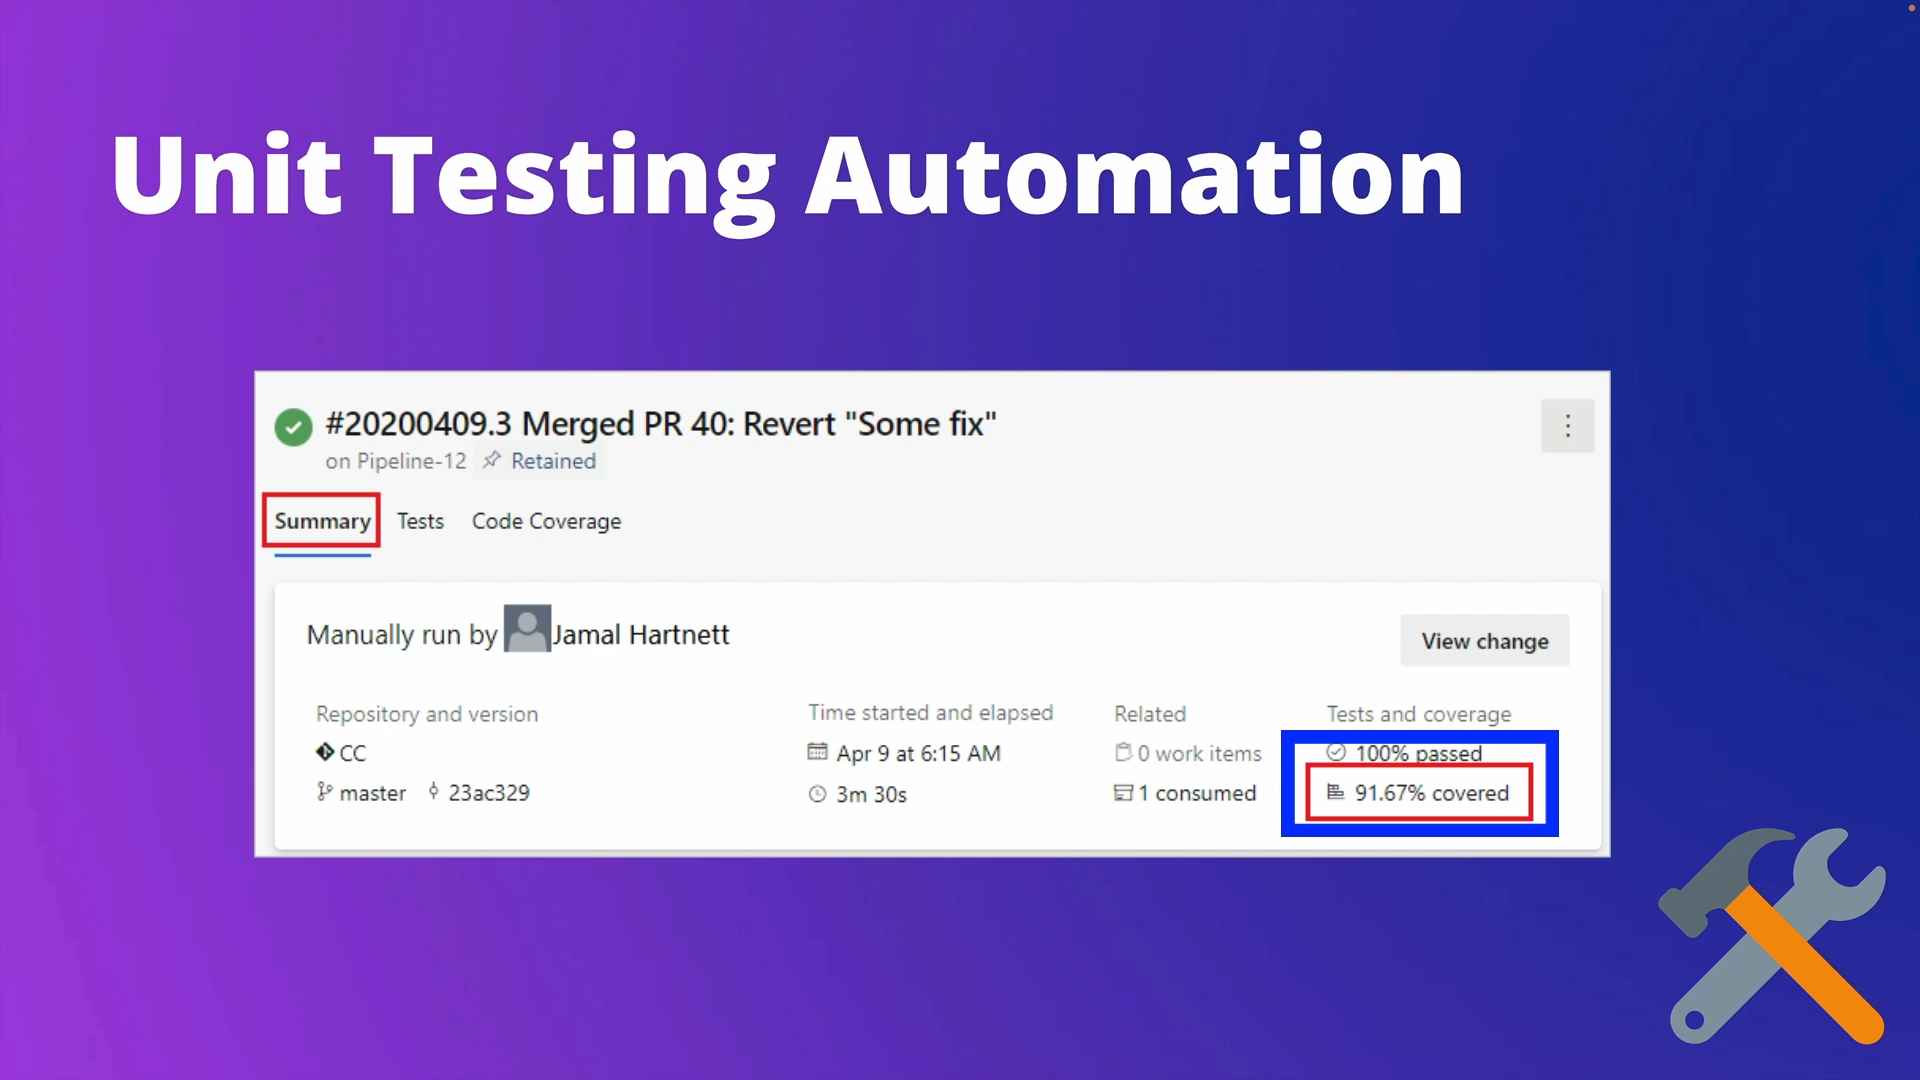 Unit Testing Automation
#20200409.3 Merged PR 40: Revert "Some fix"
on Pipeline-12 Retained
Summary Tests Code Coverage
Manually run by Jamal Hartnett
View change
Repository and version
CC
master 23ac329
Time started and elapsed
Apr 9 at 6:15 AM
3m 30s
Related
0 work items
1 consumed
Tests and coverage
100% passed
91.67% covered